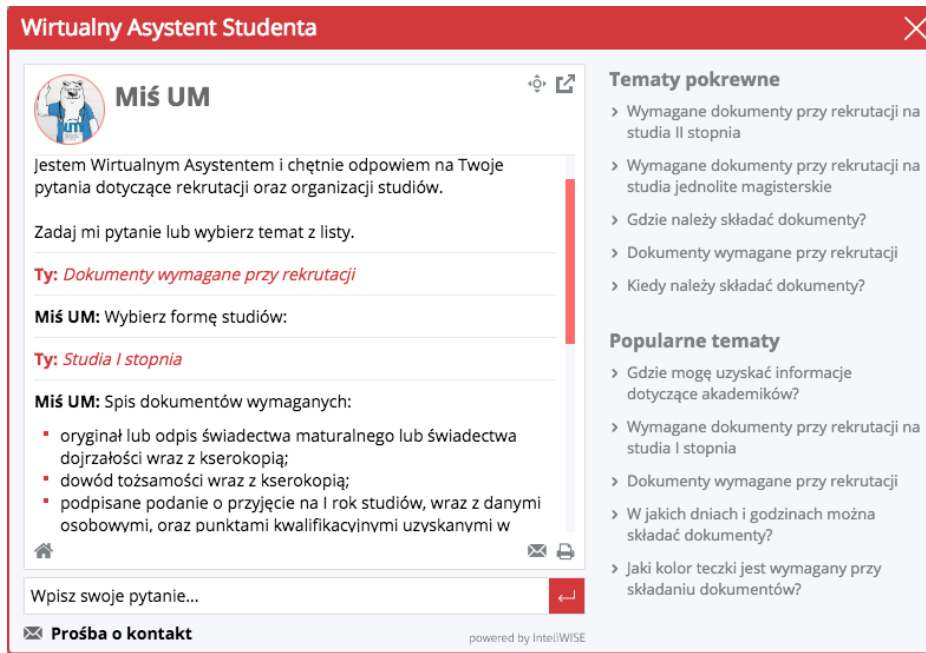 Wirtualny Asystent Studenta
Miś UM
Jestem Wirtualnym Asystentem i chętnie odpowiem na Twoje
pytania dotyczące rekrutacji oraz organizacji studiów.
Zadaj mi pytanie lub wybierz temat z listy.
Ty: Dokumenty wymagane przy rekrutacji
Miś UM: Wybierz formę studiów:
Ty: Studia I stopnia
Miś UM: Spis dokumentów wymaganych:
oryginał lub odpis świadectwa maturalnego lub świadectwa
dojrzałości wraz z kserokopią;
dowód tożsamości wraz z kserokopią;
podpisane podanie o przyjęcie na I rok studiów, wraz z danymi
osobowymi, oraz punktami kwalifikacyjnymi uzyskanymi w
Wpisz swoje pytanie...
Prośba o kontakt
powered by InteliWISE
Tematy pokrewne
Wymagane dokumenty przy rekrutacji na
studia II stopnia
Wymagane dokumenty przy rekrutacji na
studia jednolite magisterskie
Gdzie należy składać dokumenty?
Dokumenty wymagane przy rekrutacji
Kiedy należy składać dokumenty?
Popularne tematy
Gdzie mogę uzyskać informacje
dotyczące akademików?
Wymagane dokumenty przy rekrutacji na
studia I stopnia
Dokumenty wymagane przy rekrutacji
W jakich dniach i godzinach można
składać dokumenty?
Jaki kolor teczki jest wymagany przy
składaniu dokumentów?